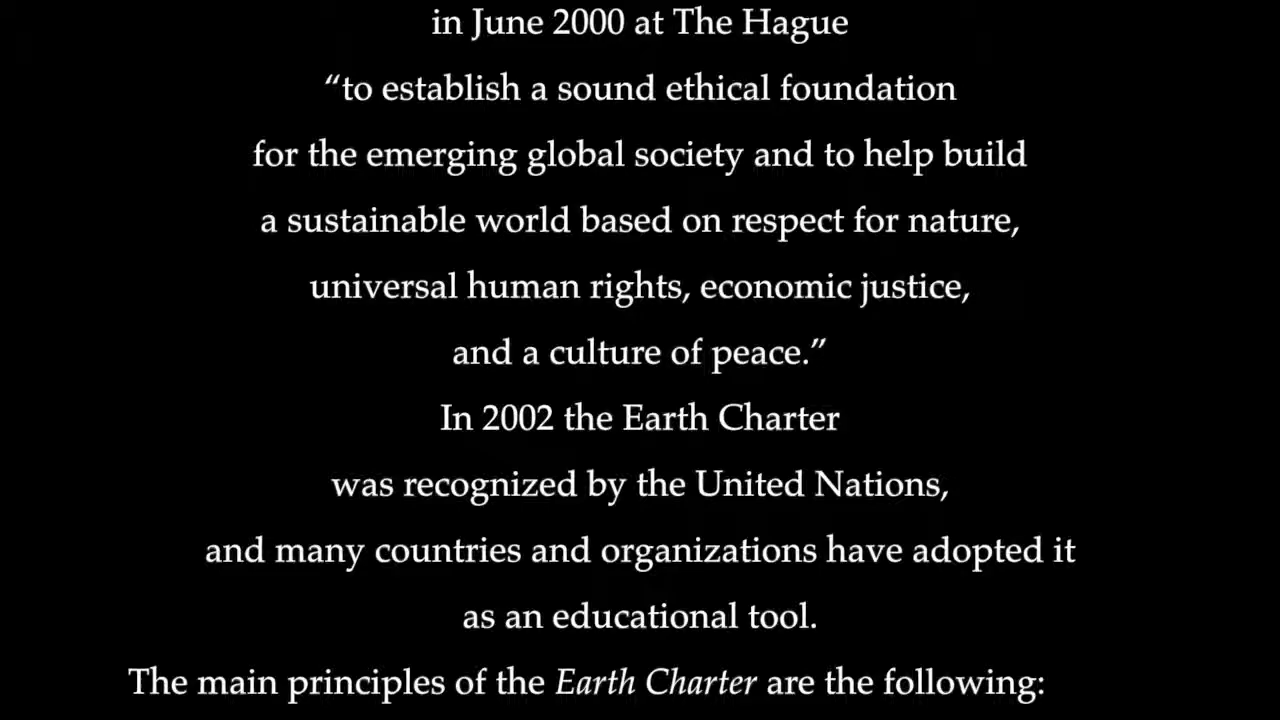 in June 2000 at The Hague
“to establish a sound ethical foundation
for the emerging global society and to help build
a sustainable world based on respect for nature,
universal human rights, economic justice,
and a culture of peace.”
In 2002 the Earth Charter
was recognized by the United Nations,
and many countries and organizations have adopted it
as an educational tool.
The main principles of the Earth Charter are the following: